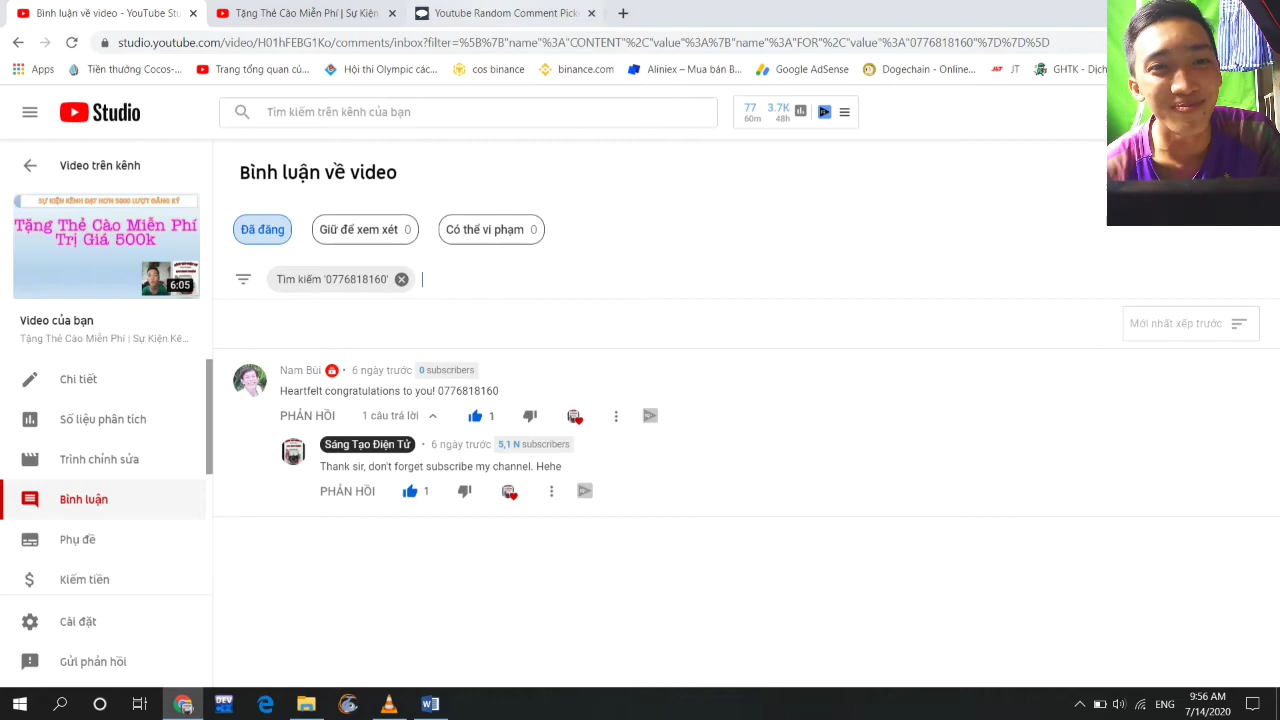 Bình luận về video - YouTube Stu
Tặng Thẻ Cào Miễn Phí | Sự Kiện
Youtube Random Comment Pick
studio.youtube.com/video/H01hFEBG1Ko/comments/inbox?filter=%5B%7B"name"%3A"CONTENT"%2C"value"%3A%7B"name"%3A"FOR"%2C"value"%3A"0776818160"%7D%7D%5D
Apps
Tiền thưởng Cocos-...
Trang tổng quan củ...
Hội thi Olympic các...
cos binance
binance.com
Aliniex – Mua bán B...
Google AdSense
Dogechain - Online...
JT
GHTK - Dịch
Studio
Tìm kiếm trên kênh của bạn
77 3.7K
60m 48h
Video trên kênh
SỰ KIỆN KÊNH ĐẠT HƠN 5000 LƯỢT ĐĂNG KÝ
Tặng Thẻ Cào Miễn Phí
Trị Giá 500k
6:05
Video của bạn
Tặng Thẻ Cào Miễn Phí | Sự Kiện Kê...
Chi tiết
Số liệu phân tích
Trình chỉnh sửa
Bình luận
Phụ đề
Kiếm tiền
Cài đặt
Gửi phản hồi
Bình luận về video
Đã đăng
Giữ để xem xét 0
Có thể vi phạm 0
Tìm kiếm '0776818160'
Mới nhất xếp trước
Nam Bùi • 6 ngày trước 0 subscribers
Heartfelt congratulations to you! 0776818160
PHẢN HỒI 1 câu trả lời 1
Sáng Tạo Điện Tử • 6 ngày trước 5,1 N subscribers
Thank sir, don't forget subscribe my channel. Hehe
PHẢN HỒI 1
DEV
ENG
9:56 AM
7/14/2020